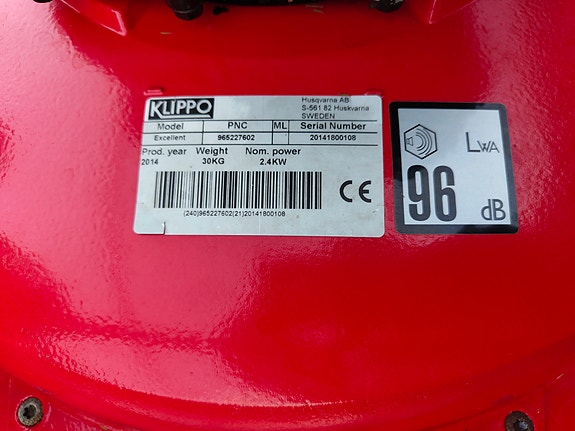 KLIPPO
Husqvarna AB.
S-561 82 Huskvarna
SWEDEN
Model PNC ML Serial Number
Excellent 965227602 20141800108
Prod. year Weight Nom. power
2014 30KG 2.4KW
CE
(240)965227602(21)20141800108
LWA
96
dB